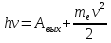 hν = Aвых + mₑv²/2